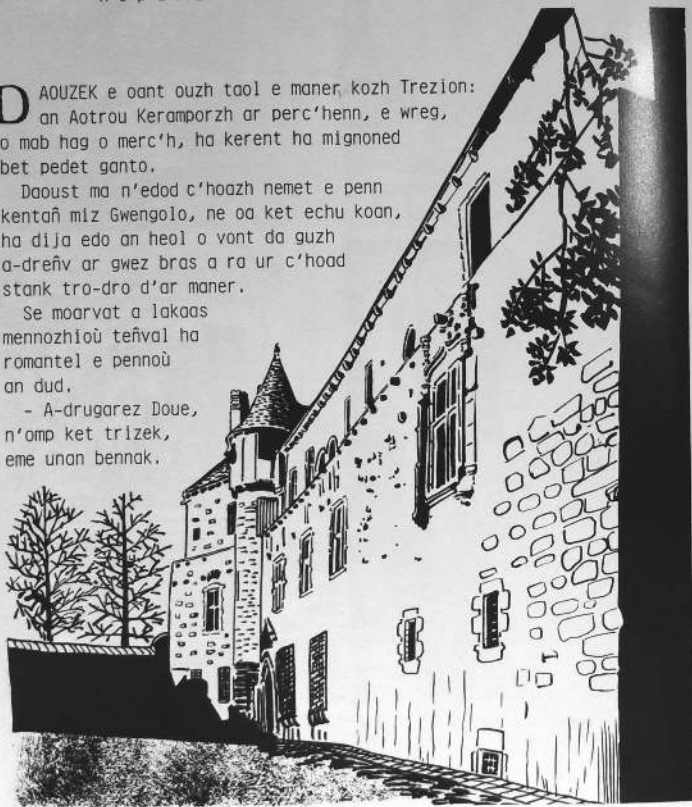 DAOUZEK e oant ouzh taol e maner kozh Trezion:
an Aotrou Keramporzh ar perc'henn, e wreg,
o mab hag o merc'h, ha kerent ha mignoned
bet pedet ganto.
Daoust ma n'edod c'hoazh nemet e penn
kentañ miz Gwengolo, ne oa ket echu koan,
ha dija edo an heol o vont da guzh
a-dreñv ar gwez bras a ra ur c'hoad
stank tro-dro d'ar maner.
Se moarvat a lakaas
mennozhioù teñval ha
romantel e pennoù
an dud.
- A-drugarez Doue,
n'omp ket trizek,
eme unan bennak.